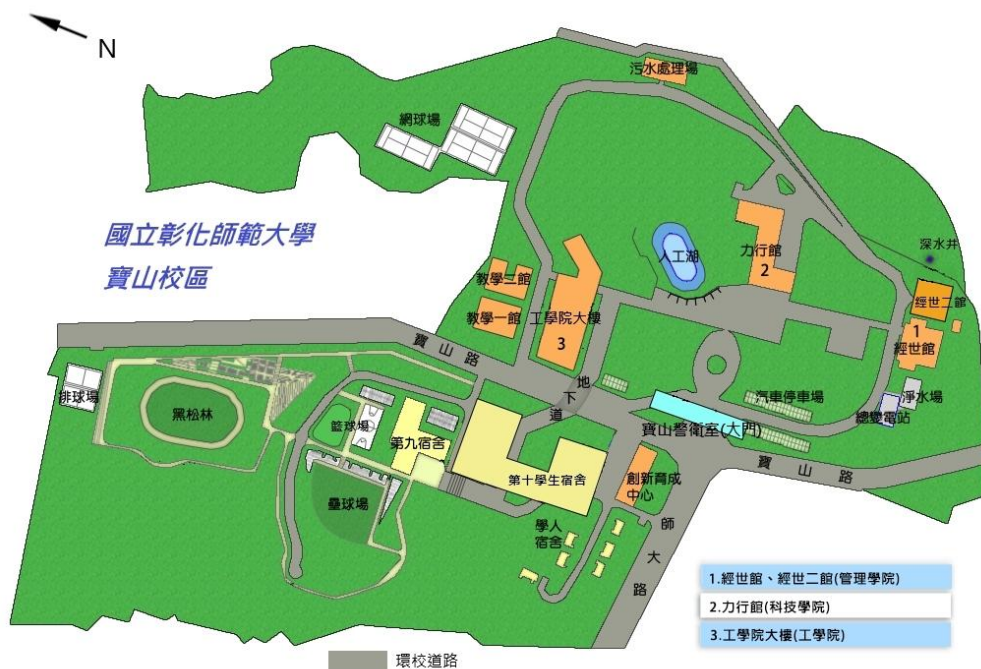 N
國立彰化師範大學
寶山校區
污水處理場
網球場
人工湖
力行館
2
深水井
教學二館
教學一館
工學院大樓
3
經世二館
1
經世館
寶山路
地下道
汽車停車場
淨水場
總變電站
寶山警衛室(大門)
寶山路
排球場
黑松林
籃球場
第九宿舍
第十學生宿舍
創新育成
中心
壘球場
學人
宿舍
師大路
1.經世館、經世二館(管理學院)
2.力行館(科技學院)
3.工學院大樓(工學院)
環校道路